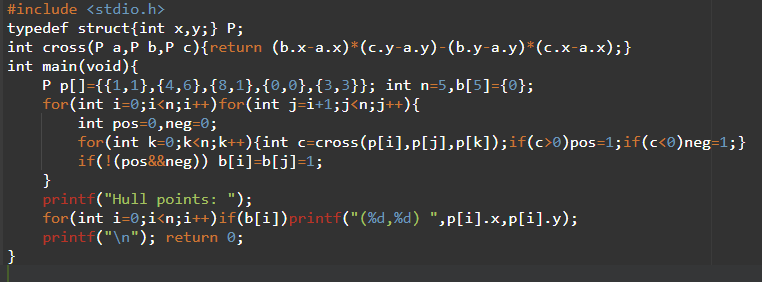 #include <stdio.h>
typedef struct{int x,y;} P;
int cross(P a,P b,P c){return (b.x-a.x)*(c.y-a.y)-(b.y-a.y)*(c.x-a.x);}
int main(void){
    P p[]={{1,1},{4,6},{8,1},{0,0},{3,3}}; int n=5,b[5]={0};
    for(int i=0;i<n;i++)for(int j=i+1;j<n;j++){
        int pos=0,neg=0;
        for(int k=0;k<n;k++){int c=cross(p[i],p[j],p[k]);if(c>0)pos=1;if(c<0)neg=1;}
        if(!(pos&&neg)) b[i]=b[j]=1;
    }
    printf("Hull points: ");
    for(int i=0;i<n;i++)if(b[i])printf("(%d,%d) ",p[i].x,p[i].y);
    printf("\n"); return 0;
}